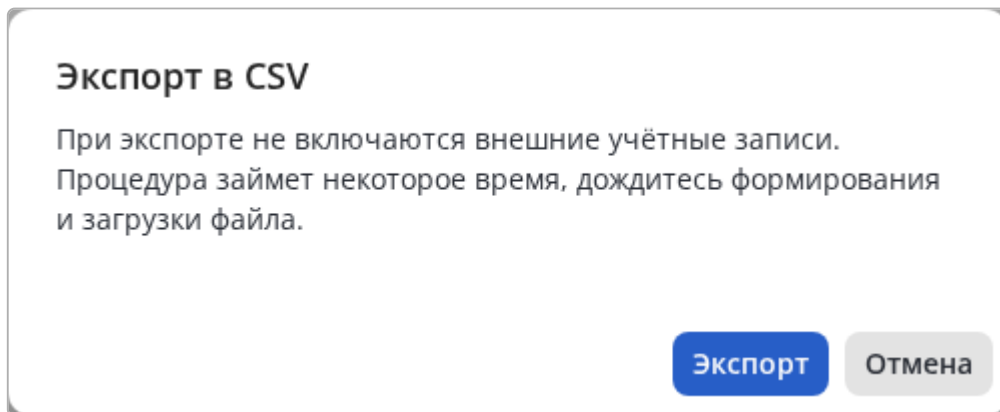 Экспорт в CSV
При экспорте не включаются внешние учётные записи.
Процедура займет некоторое время, дождитесь формирования
и загрузки файла.
Экспорт
Отмена